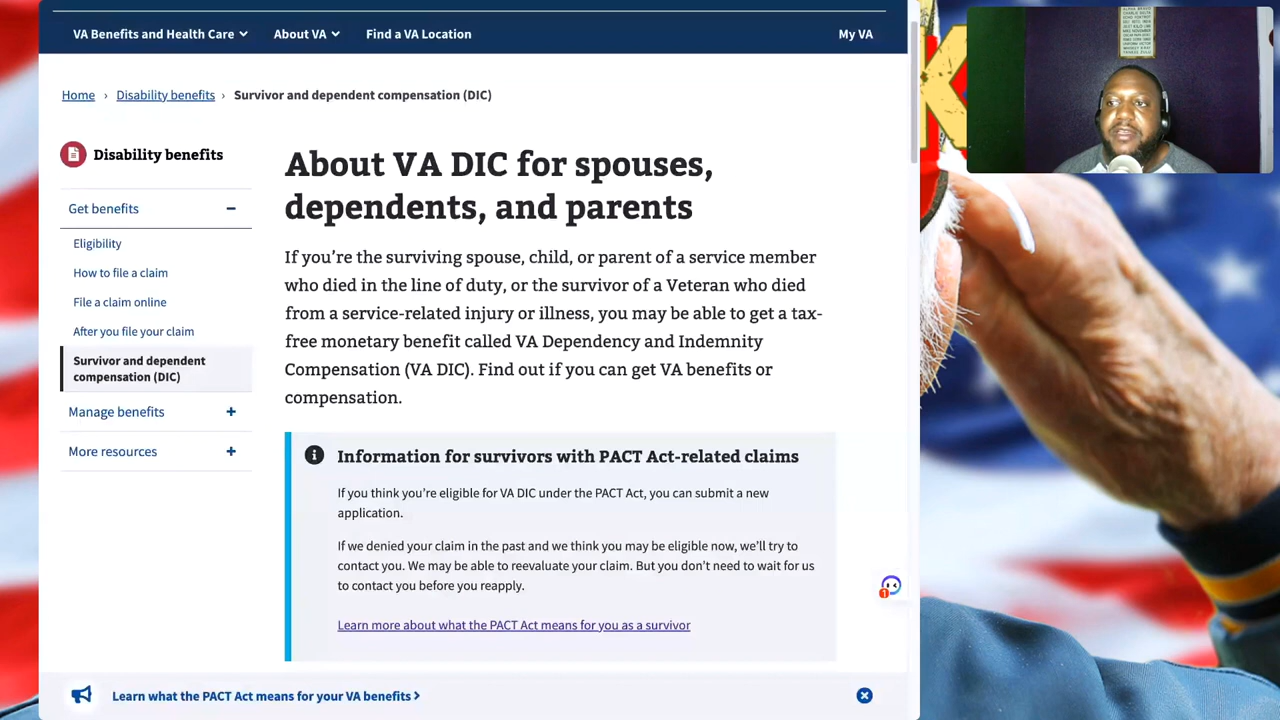 VA Benefits and Health Care
About VA
Find a VA Location
My VA
Home › Disability benefits › Survivor and dependent compensation (DIC)
Disability benefits
Get benefits
Eligibility
How to file a claim
File a claim online
After you file your claim
Survivor and dependent
compensation (DIC)
Manage benefits
More resources
About VA DIC for spouses,
dependents, and parents
If you’re the surviving spouse, child, or parent of a service member
who died in the line of duty, or the survivor of a Veteran who died
from a service-related injury or illness, you may be able to get a tax-
free monetary benefit called VA Dependency and Indemnity
Compensation (VA DIC). Find out if you can get VA benefits or
compensation.
Information for survivors with PACT Act-related claims
If you think you’re eligible for VA DIC under the PACT Act, you can submit a new
application.
If we denied your claim in the past and we think you may be eligible now, we’ll try to
contact you. We may be able to reevaluate your claim. But you don’t need to wait for us
to contact you before you reapply.
Learn more about what the PACT Act means for you as a survivor
1
Learn what the PACT Act means for your VA benefits
K